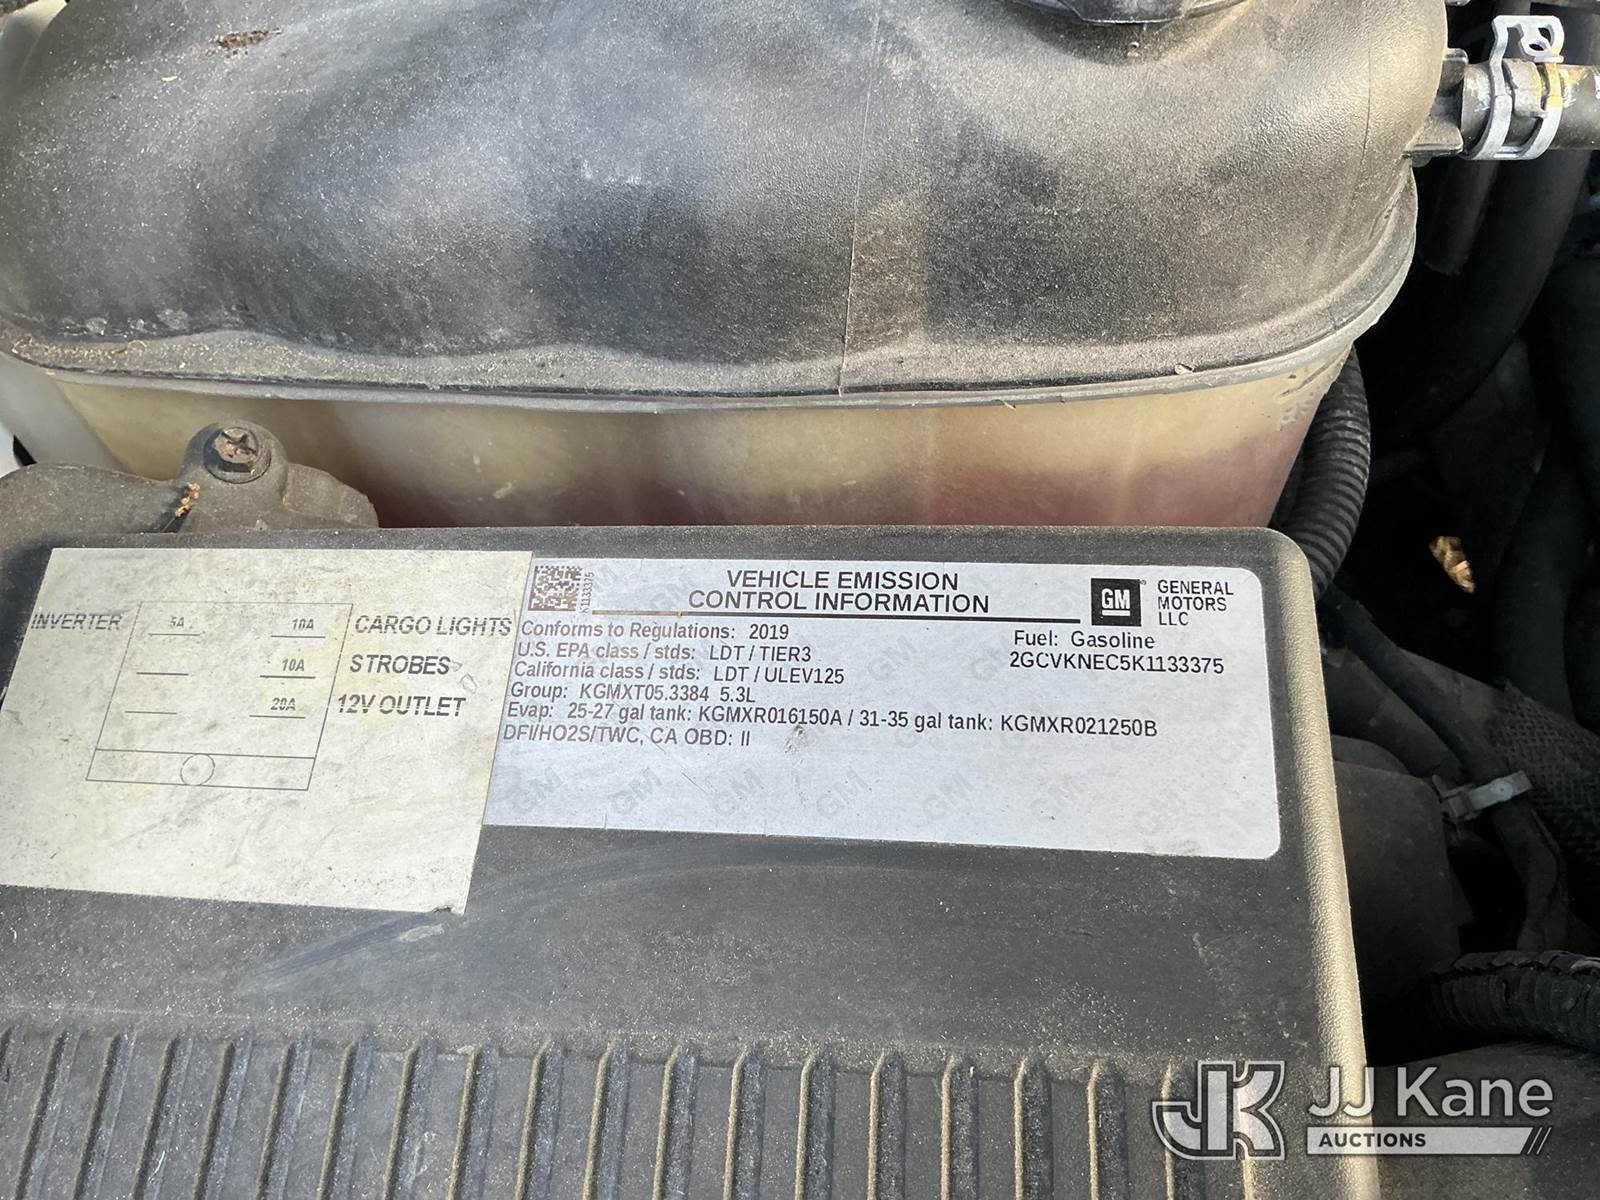 INVERTER 5A 10A CARGO LIGHTS
10A STROBES
20A 12V OUTLET
K1133375
VEHICLE EMISSION
CONTROL INFORMATION
GM
GENERAL
MOTORS
LLC
Conforms to Regulations: 2019
U.S. EPA class / stds: LDT / TIER3
California class / stds: LDT / ULEV125
Group: KGMXT05.3384 5.3L
Evap: 25-27 gal tank: KGMXR016150A / 31-35 gal tank: KGMXR021250B
DFI/HO2S/TWC, CA OBD: II
Fuel: Gasoline
2GCVKNEC5K1133375
JK JJ Kane
AUCTIONS